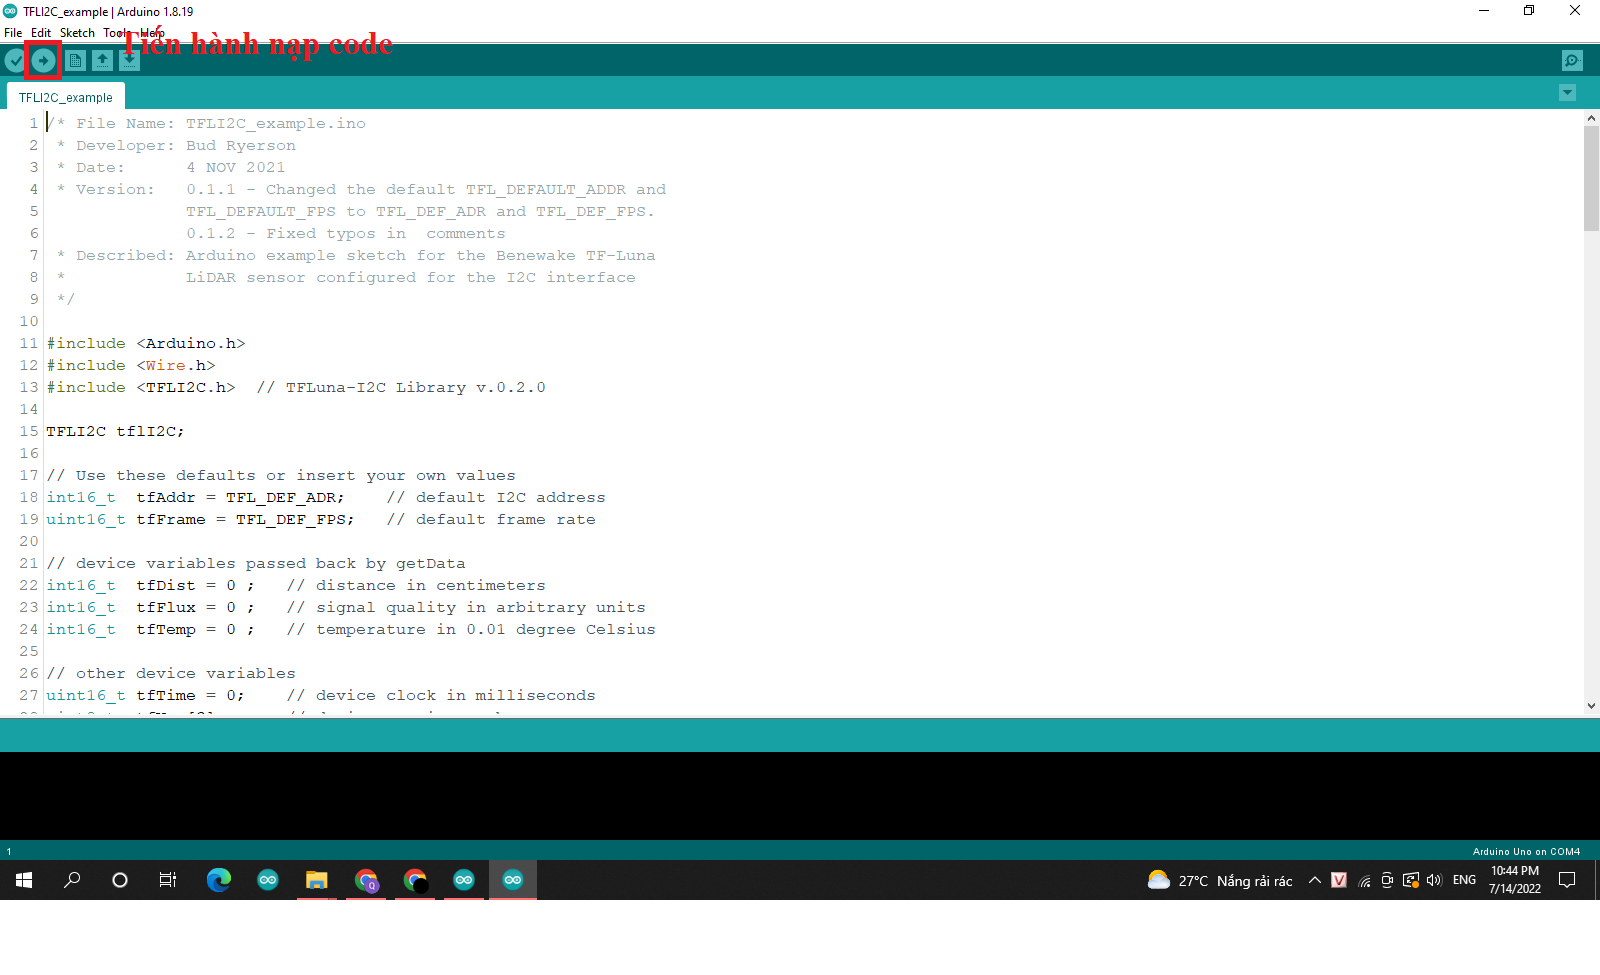 TFLI2C_example | Arduino 1.8.19
File Edit Sketch Tools Help
Tiến hành nạp code
TFLI2C_example
1 /* File Name: TFLI2C_example.ino
2 * Developer: Bud Ryerson
3 * Date: 4 NOV 2021
4 * Version: 0.1.1 - Changed the default TFL_DEFAULT_ADDR and
5 TFL_DEFAULT_FPS to TFL_DEF_ADR and TFL_DEF_FPS.
6 0.1.2 - Fixed typos in comments
7 * Described: Arduino example sketch for the Benewake TF-Luna
8 * LiDAR sensor configured for the I2C interface
9 */
10
11 #include <Arduino.h>
12 #include <Wire.h>
13 #include <TFLI2C.h> // TFLuna-I2C Library v.0.2.0
14
15 TFLI2C tflI2C;
16
17 // Use these defaults or insert your own values
18 int16_t tfAddr = TFL_DEF_ADR; // default I2C address
19 uint16_t tfFrame = TFL_DEF_FPS; // default frame rate
20
21 // device variables passed back by getData
22 int16_t tfDist = 0 ; // distance in centimeters
23 int16_t tfFlux = 0 ; // signal quality in arbitrary units
24 int16_t tfTemp = 0 ; // temperature in 0.01 degree Celsius
25
26 // other device variables
27 uint16_t tfTime = 0; // device clock in milliseconds
1 Arduino Uno on COM4
27°C Nắng rải rác V ENG 10:44 PM
7/14/2022